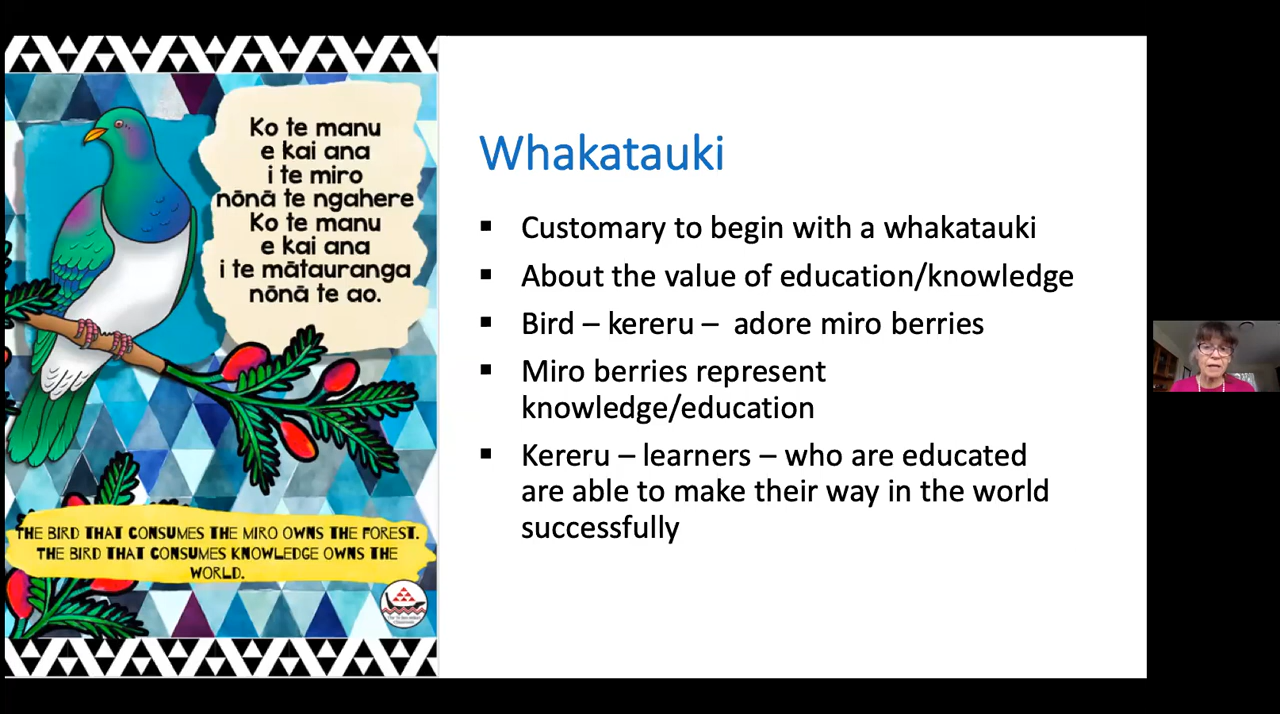 Ko te manu
e kai ana
i te miro
nōnā te ngahere
Ko te manu
e kai ana
i te mātauranga
nōnā te ao.
THE BIRD THAT CONSUMES THE MIRO OWNS THE FOREST.
THE BIRD THAT CONSUMES KNOWLEDGE OWNS THE
WORLD.
Whakatauki
▪ Customary to begin with a whakatauki
▪ About the value of education/knowledge
▪ Bird – kereru – adore miro berries
▪ Miro berries represent
knowledge/education
▪ Kereru – learners – who are educated
are able to make their way in the world
successfully